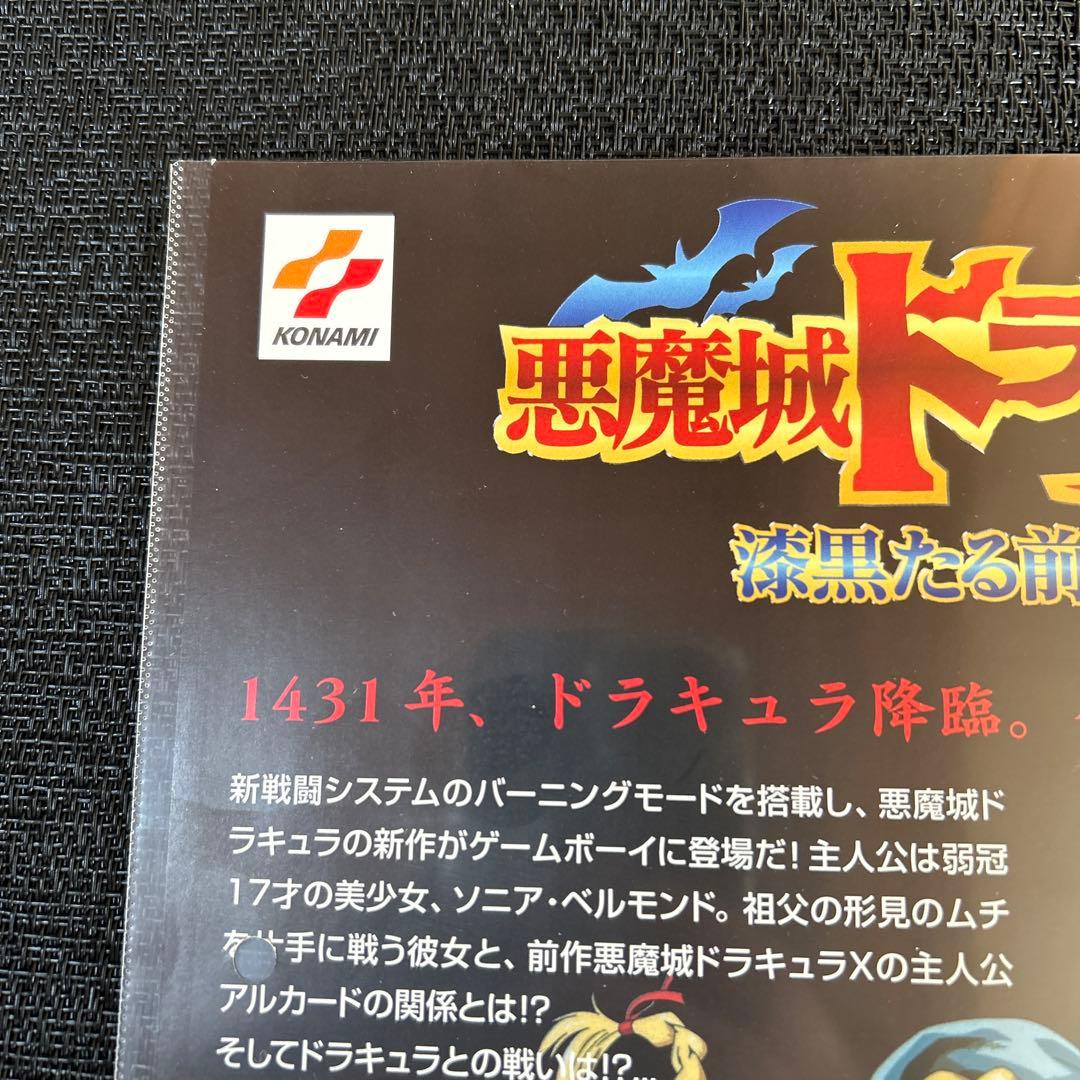 KONAMI
悪魔城ドラ
漆黒たる前
1431年、ドラキュラ降臨。
新戦闘システムのバーニングモードを搭載し、悪魔城ド
ラキュラの新作がゲームボーイに登場だ!主人公は弱冠
17才の美少女、ソニア・ベルモンド。祖父の形見のムチ
を片手に戦う彼女と、前作悪魔城ドラキュラXの主人公
アルカードの関係とは!?
そしてドラキュラとの戦いは!?...